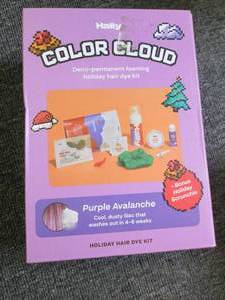 Hally
COLOR CLOUD
Demi-permanent foaming
holiday hair dye kit
+ Bonus
Holiday
Scrunchie
Purple Avalanche
Cool, dusty lilac that
washes out in 4-6 weeks
HOLIDAY HAIR DYE KIT